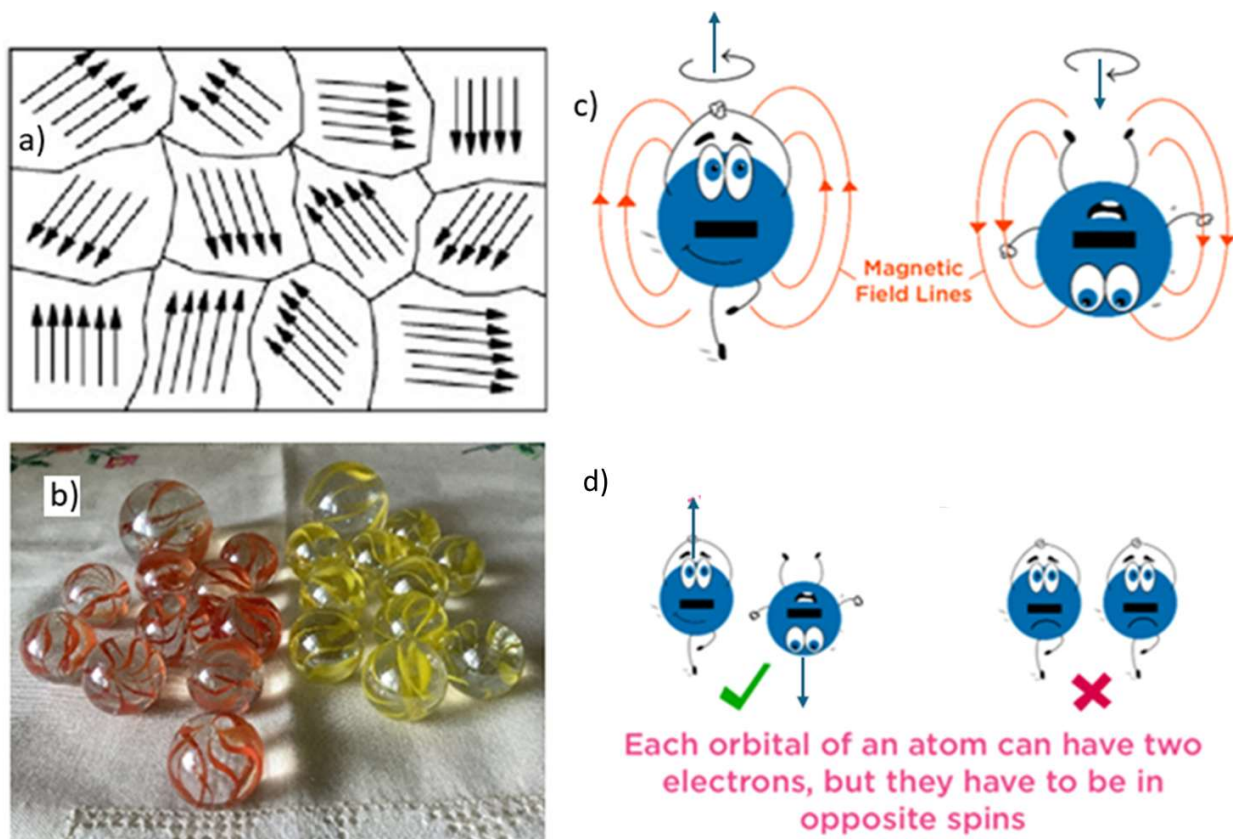 a)
b)
c)
Magnetic
Field Lines
d)
Each orbital of an atom can have two
electrons, but they have to be in
opposite spins